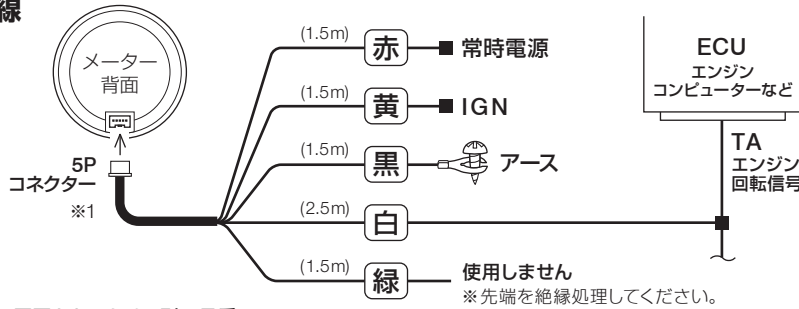 線
メーター
背面
5P
コネクター
※1
(1.5m) 赤 常時電源
(1.5m) 黄 IGN
(1.5m) 黒 アース
(2.5m) 白
(1.5m) 緑 使用しません
※先端を絶縁処理してください。
ECU
エンジン
コンピューターなど
TA
エンジン
回転信号